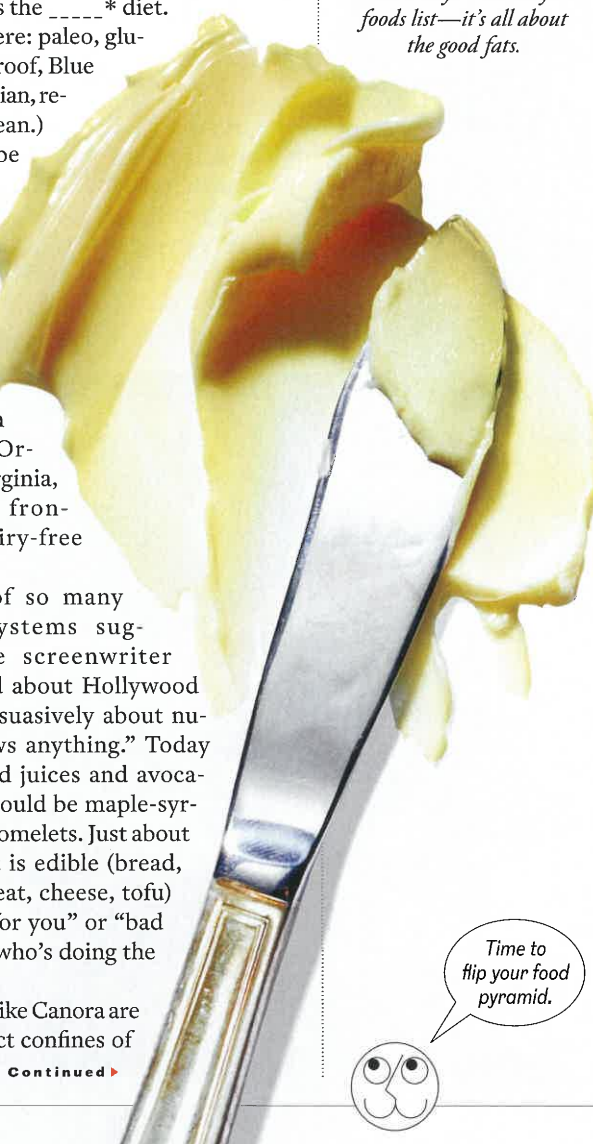 s the _____* diet.
ere: paleo, glu-
roof, Blue
ian, re-
ean.)
be
n
Or-
rginia,
fron-
iry-free
of so many
ystems sug-
e screenwriter
d about Hollywood
suasively about nu-
ws anything.” Today
d juices and avoca-
ould be maple-syr-
omelets. Just about
is edible (bread,
eat, cheese, tofu)
for you” or “bad
who’s doing the
ike Canora are
ct confines of
Continued
foods list—it’s all about
the good fats.
Time to
flip your food
pyramid.